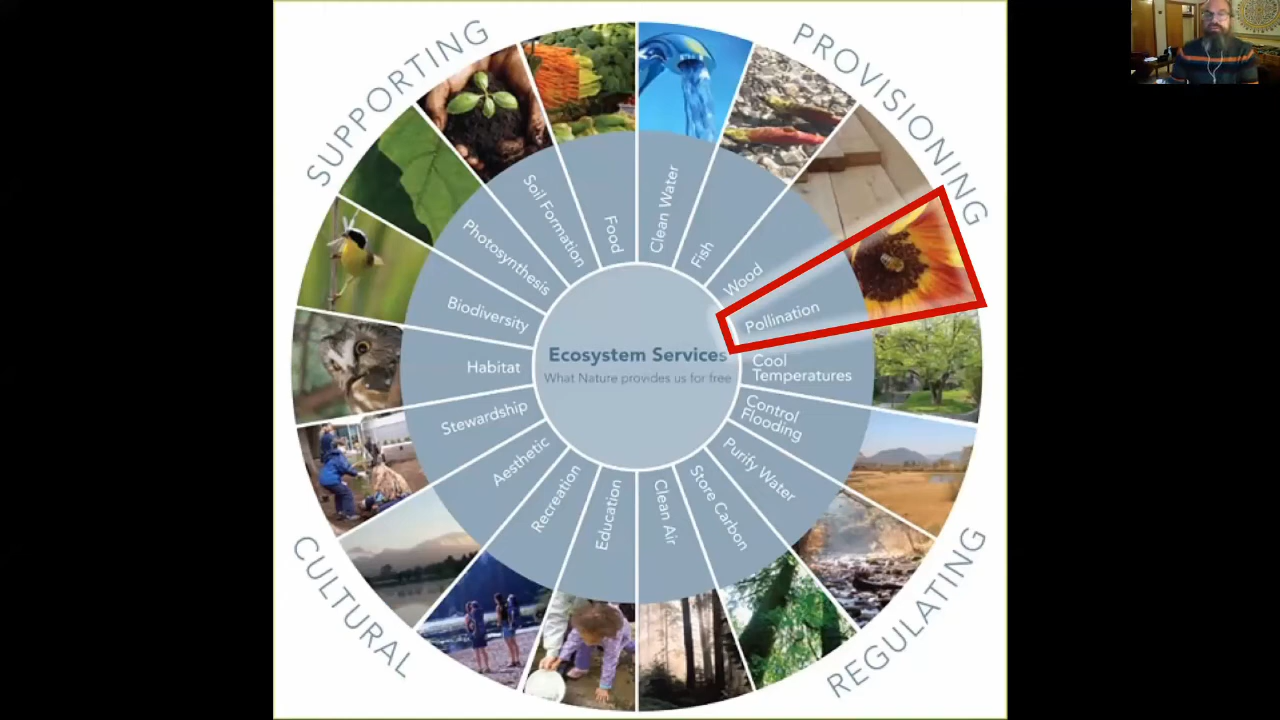 SUPPORTING
PROVISIONING
Food
Clean Water
Fish
Wood
Pollination
Cool
Temperatures
Control
Flooding
Purify Water
Store Carbon
Clean Air
Education
Recreation
Aesthetic
Stewardship
Habitat
Biodiversity
Photosynthesis
Soil Formation
Ecosystem Services
What Nature provides us for free
CULTURAL
REGULATING